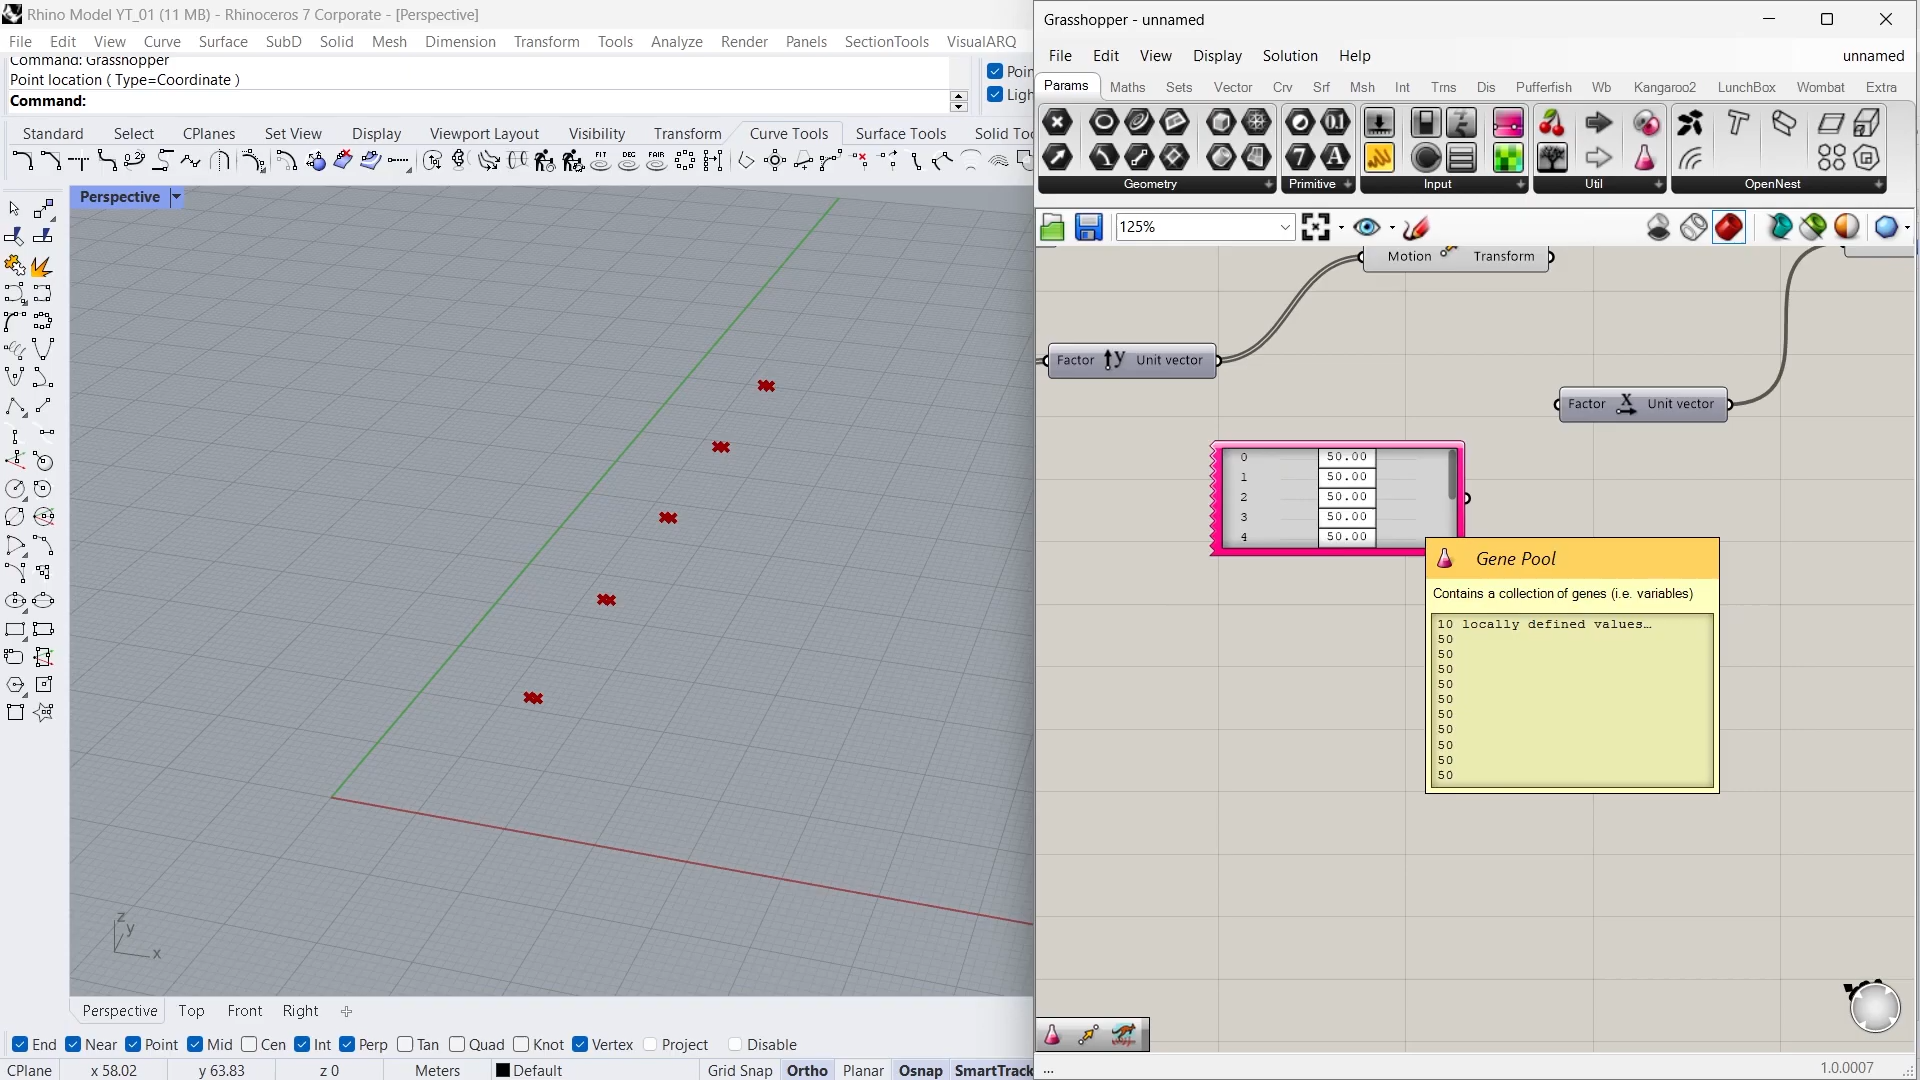 Rhino Model YT_01 (11 MB) - Rhinoceros 7 Corporate - [Perspective]
File Edit View Curve Surface SubD Solid Mesh Dimension Transform Tools Analyze Render Panels SectionTools VisualARQ
Command: Grasshopper
Point location ( Type=Coordinate )
Command:
Standard Select CPlanes Set View Display Viewport Layout Visibility Transform Curve Tools Surface Tools Solid
FIT DEG FAIR
Perspective
z
y
x
Perspective Top Front Right
End Near Point Mid Cen Int Perp Tan Quad Knot Vertex Project Disable
CPlane x 58.02 y 63.83 z 0 Meters Default Grid Snap Ortho Planar Osnap SmartTrack
Grasshopper - unnamed
File Edit View Display Solution Help unnamed
Params Maths Sets Vector Crv Srf Msh Int Trns Dis Pufferfish Wb Kangaroo2 LunchBox Wombat Extra
Geometry Primitive Input Util OpenNest
125%
Motion Transform
Factor y Unit vector
Factor X Unit vector
0 50.00
1 50.00
2 50.00
3 50.00
4 50.00
Gene Pool
Contains a collection of genes (i.e. variables)
10 locally defined values…
50
50
50
50
50
50
50
50
50
50
... 1.0.0007